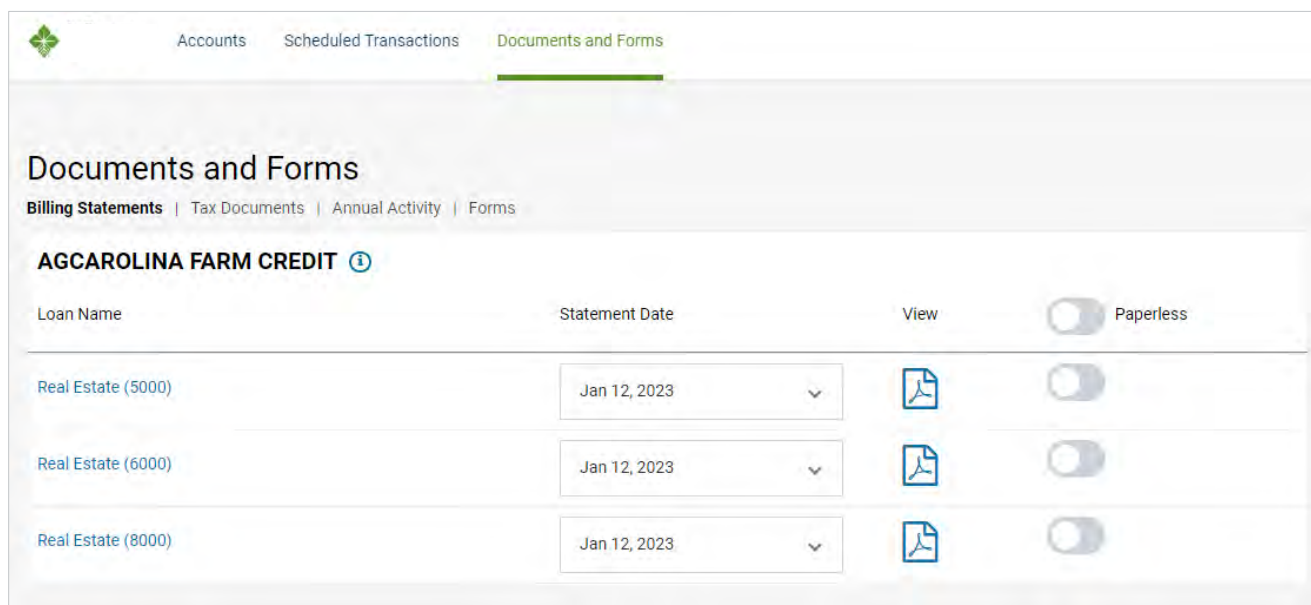 Accounts Scheduled Transactions Documents and Forms
Documents and Forms
Billing Statements | Tax Documents | Annual Activity | Forms
AGCAROLINA FARM CREDIT
Loan Name Statement Date View Paperless
Real Estate (5000) Jan 12, 2023
Real Estate (6000) Jan 12, 2023
Real Estate (8000) Jan 12, 2023